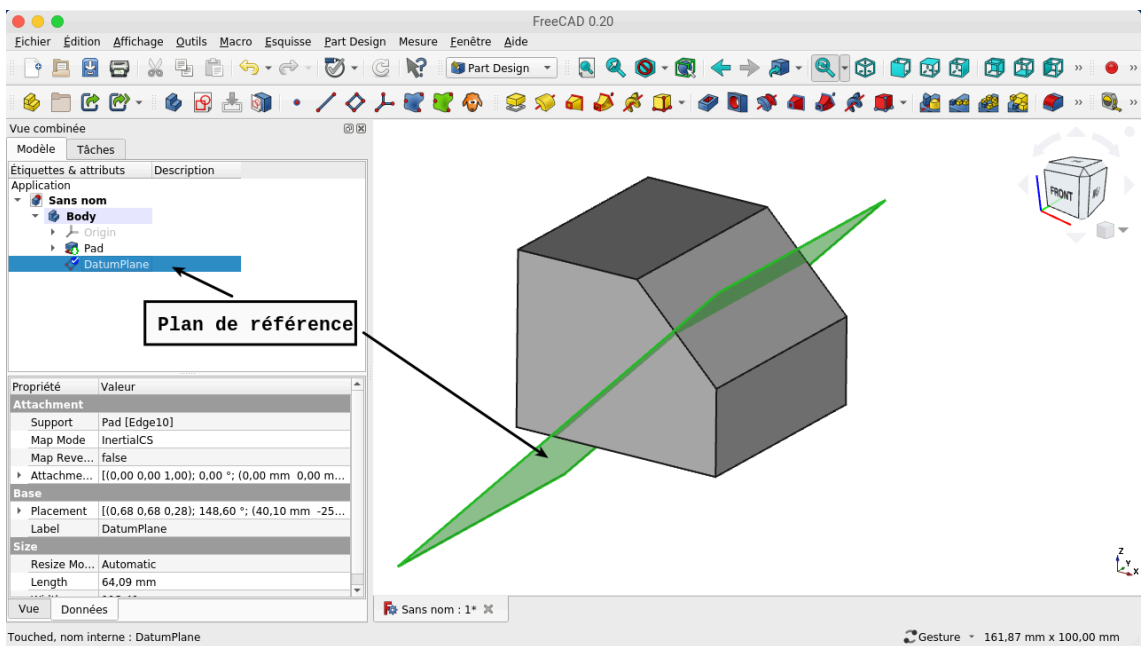 FreeCAD 0.20
Fichier Édition Affichage Outils Macro Esquisse Part Design Mesure Fenêtre Aide
Part Design
Vue combinée
Modèle Tâches
Étiquettes & attributs Description
Application
Sans nom
Body
Origin
Pad
DatumPlane
Plan de référence
Propriété Valeur
Attachment
Support Pad [Edge10]
Map Mode InertialCS
Map Reve... false
Attachme... [(0,00 0,00 1,00); 0,00 °; (0,00 mm 0,00 m...
Base
Placement [(0,68 0,68 0,28); 148,60 °; (40,10 mm -25...
Label DatumPlane
Size
Resize Mo... Automatic
Length 64,09 mm
Vue Données
FRONT
Z
Y
X
Sans nom : 1*
Touched, nom interne : DatumPlane
Gesture 161,87 mm x 100,00 mm